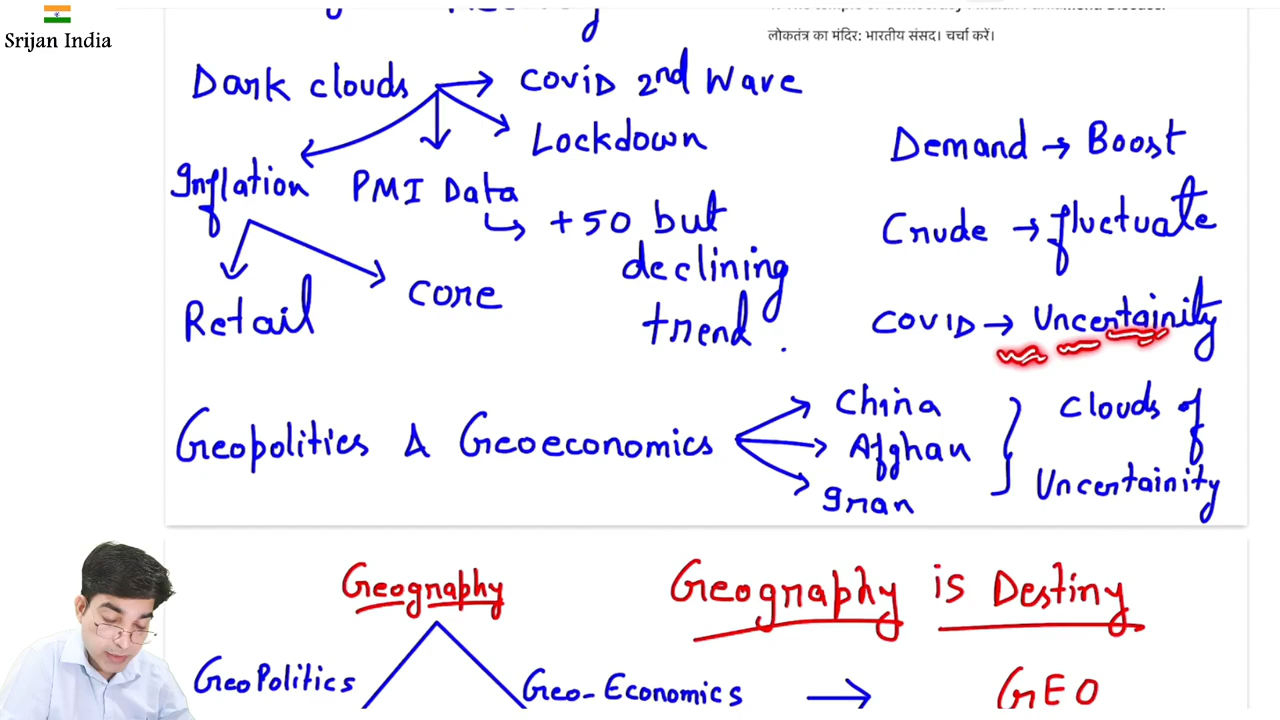 Srijan India
लोकतंत्र का मंदिर: भारतीय संसद। चर्चा करें।
Dark clouds → Covid 2nd Wave
Lockdown
Inflation
PMI Data
↳ +50 but
declining
trend
Retail
core
Demand → Boost
Crude → fluctuate
COVID → Uncertainity
Geopolitics & Geoeconomics
China
Afghan
Iran
Clouds of
Uncertainity
Geography
Geography is Destiny
GeoPolitics
Geo-Economics → GEO